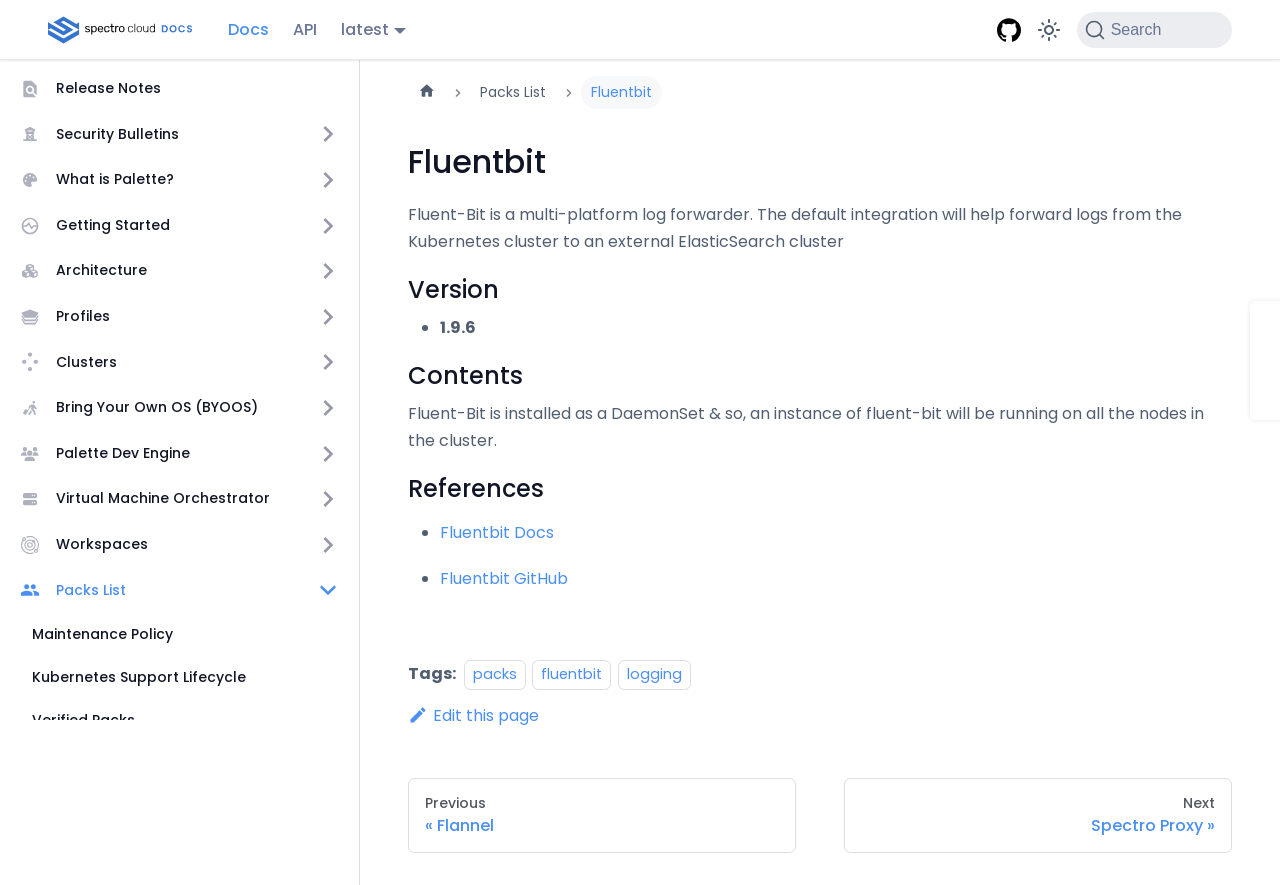 spectro cloud DOCS Docs API latest Search
Release Notes
Security Bulletins
What is Palette?
Getting Started
Architecture
Profiles
Clusters
Bring Your Own OS (BYOOS)
Palette Dev Engine
Virtual Machine Orchestrator
Workspaces
Packs List
Maintenance Policy
Kubernetes Support Lifecycle
Verified Packs
Packs List Fluentbit
Fluentbit
Fluent-Bit is a multi-platform log forwarder. The default integration will help forward logs from the
Kubernetes cluster to an external ElasticSearch cluster
Version
1.9.6
Contents
Fluent-Bit is installed as a DaemonSet & so, an instance of fluent-bit will be running on all the nodes in
the cluster.
References
Fluentbit Docs
Fluentbit GitHub
Tags: packs fluentbit logging
Edit this page
Previous
« Flannel
Next
Spectro Proxy »